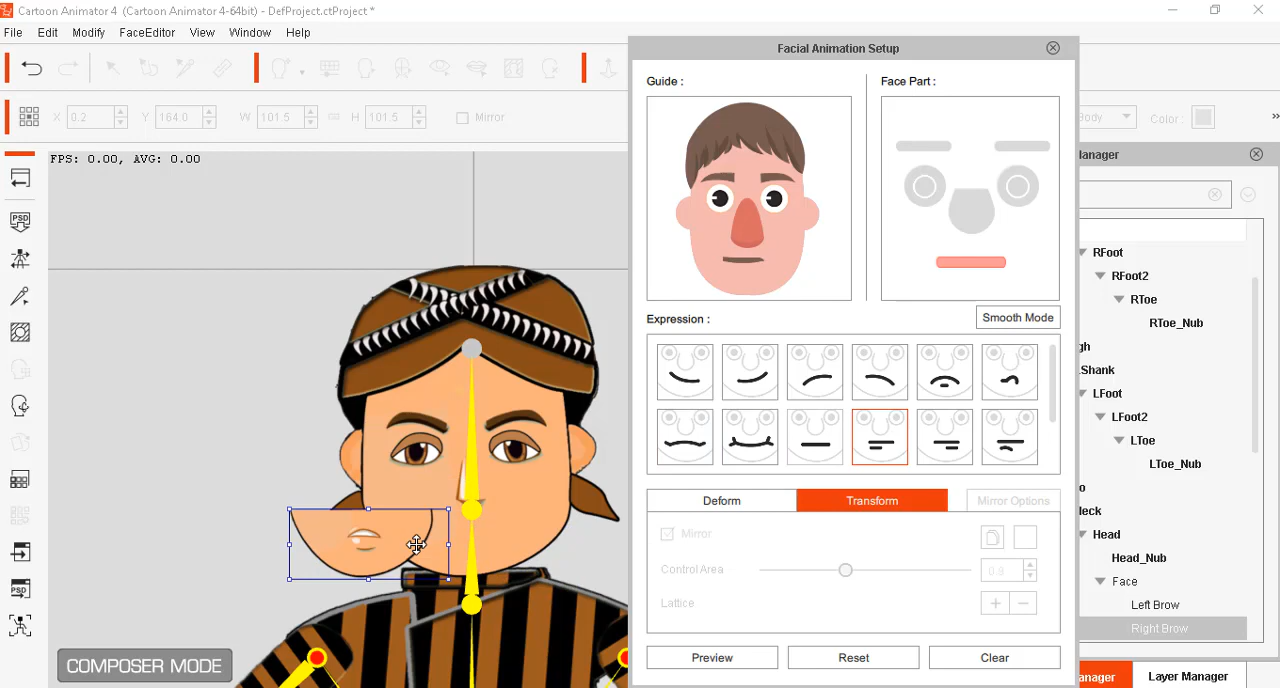 Cartoon Animator 4 (Cartoon Animator 4-64bit) - DefProject.ctProject *
File Edit Modify FaceEditor View Window Help
X 0.2 Y 164.0 W 101.5 H 101.5 Mirror
Body Color :
FPS: 0.00, AVG: 0.00
PSD
PSD
COMPOSER MODE
Facial Animation Setup
Guide :
Face Part :
Expression :
Smooth Mode
Deform Transform Mirror Options
Mirror
Control Area 0.9
Lattice
Preview Reset Clear
anager
RFoot
RFoot2
RToe
RToe_Nub
gh
.Shank
LFoot
LFoot2
LToe
LToe_Nub
o
leck
Head
Head_Nub
Face
Left Brow
Right Brow
anager Layer Manager